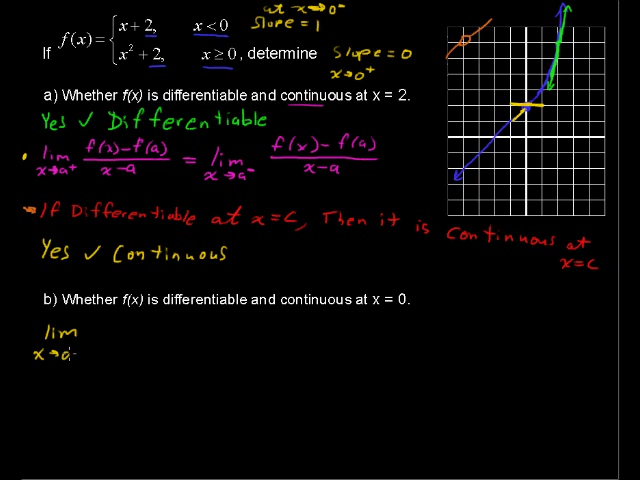 at x→0⁻
slope = 1
If f(x) = { x + 2, x < 0
x² + 2, x ≥ 0 , determine
slope = 0
x→0⁺
a) Whether f(x) is differentiable and continuous at x = 2.
Yes ✓ Differentiable
• lim x→a⁺ f(x) - f(a) / x - a = lim x→a⁻ f(x) - f(a) / x - a
→ If Differentiable at x=c, Then it is continuous at x=c
Yes ✓ continuous
b) Whether f(x) is differentiable and continuous at x = 0.
lim
x→a